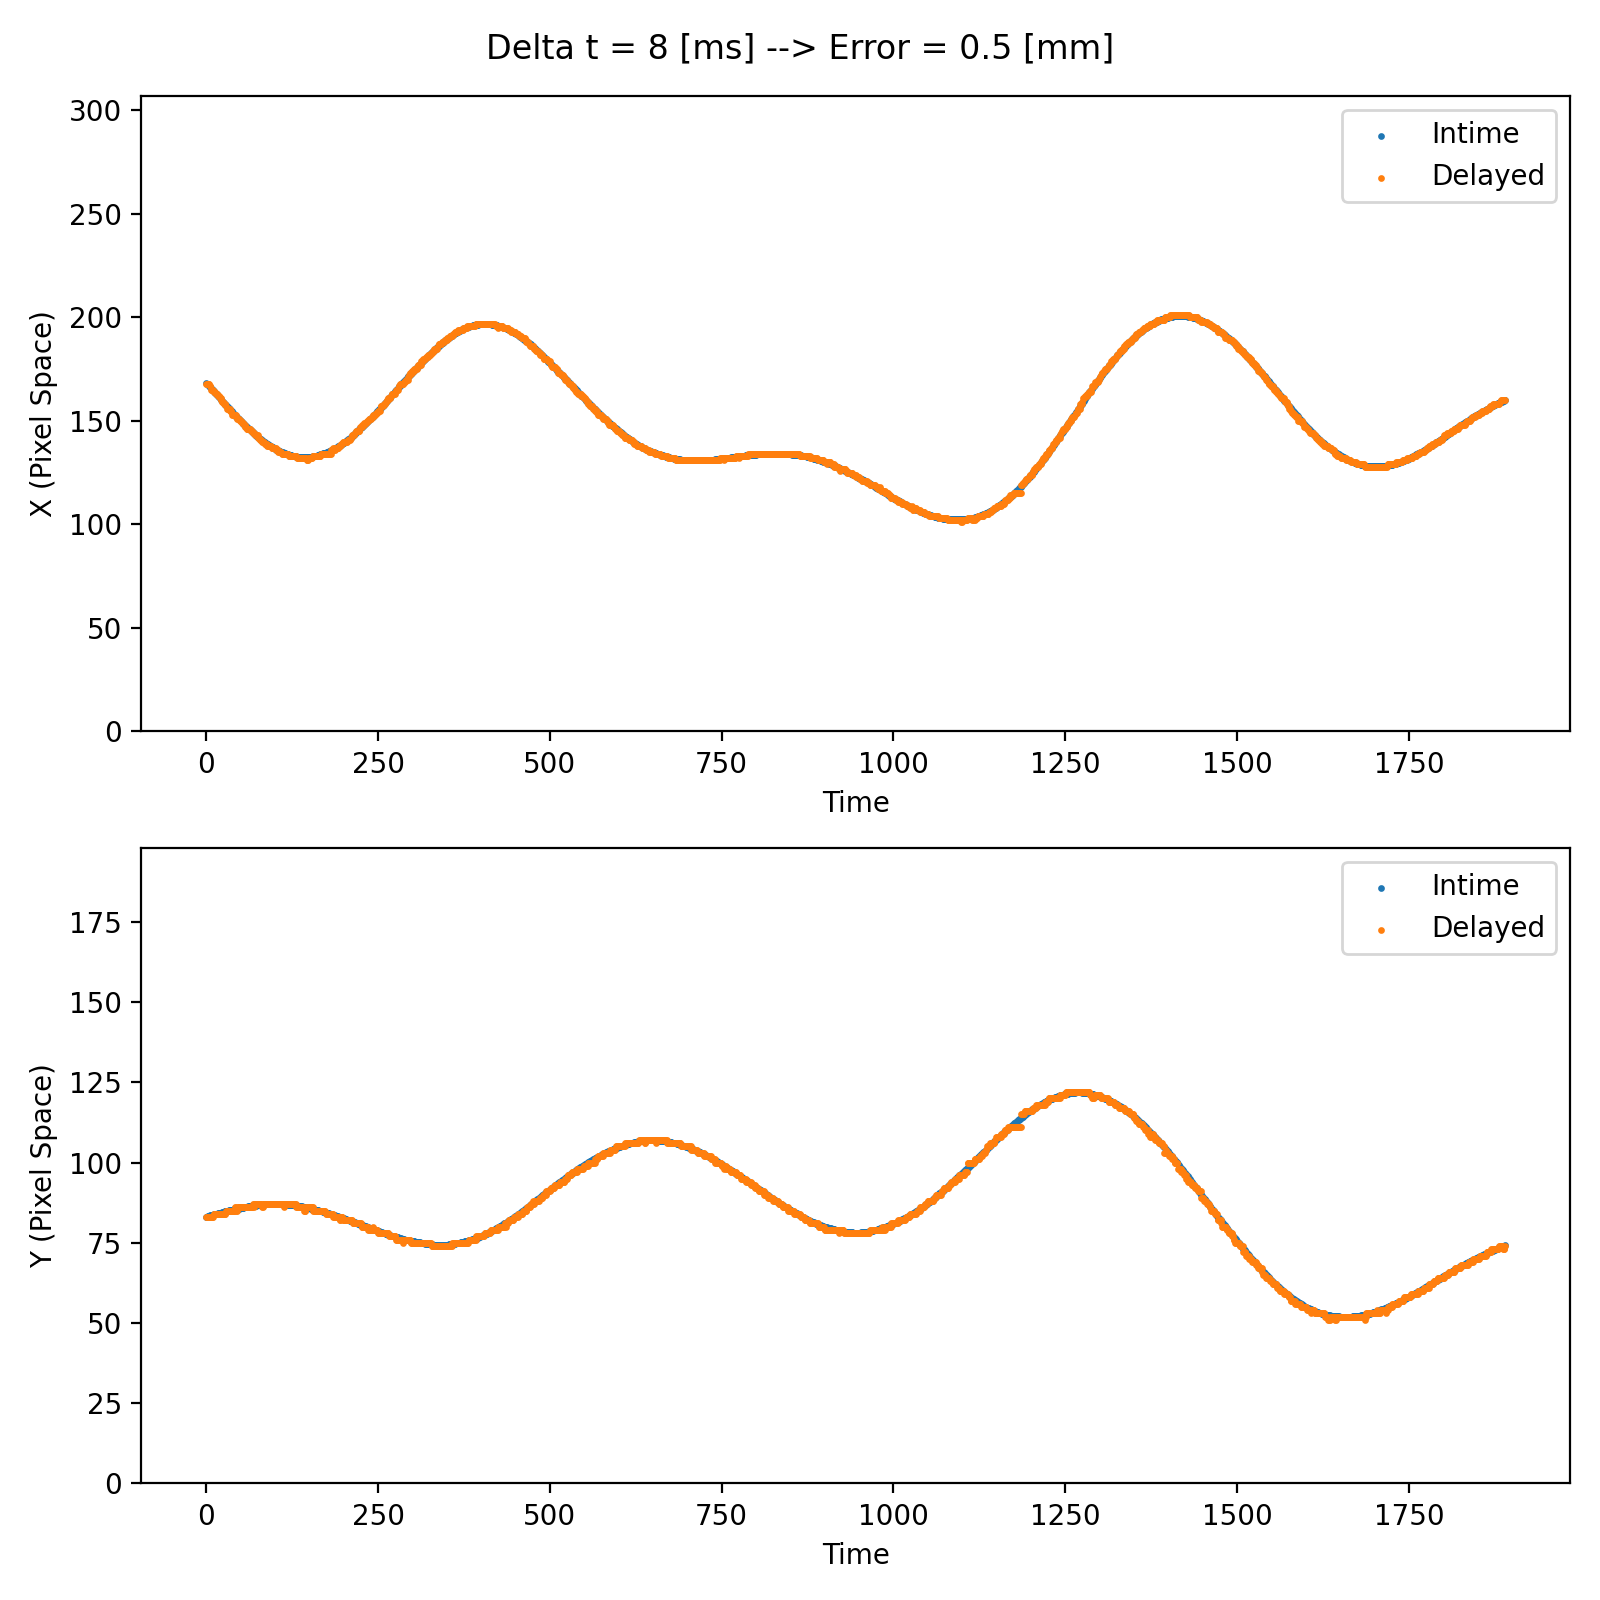 Delta t = 8 [ms] --> Error = 0.5 [mm]
300
250
200
150
100
50
0
X (Pixel Space)
Intime
Delayed
0 250 500 750 1000 1250 1500 1750
Time
175
150
125
100
75
50
25
0
Y (Pixel Space)
Intime
Delayed
0 250 500 750 1000 1250 1500 1750
Time